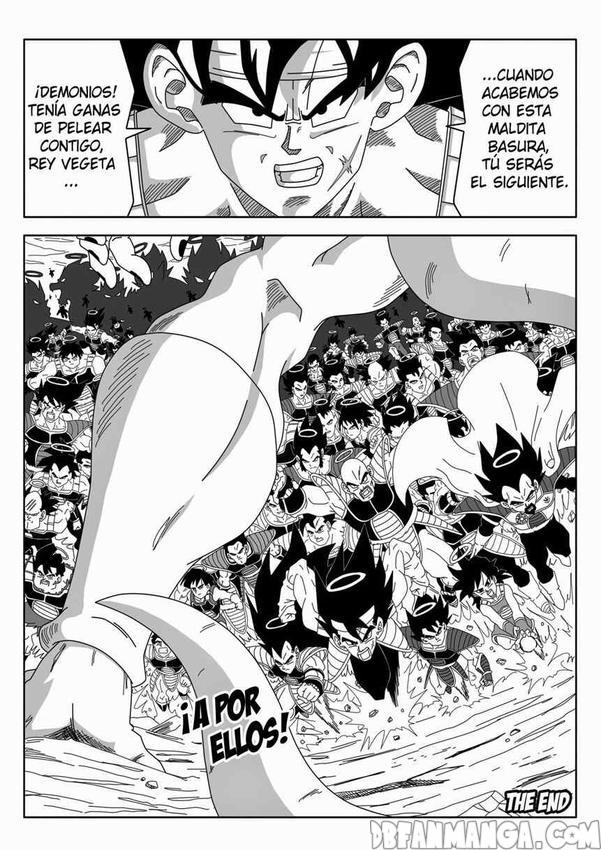 ¡DEMONIOS!
TENÍA GANAS
DE PELEAR
CONTIGO,
REY VEGETA
...
...CUANDO
ACABEMOS
CON ESTA
MALDITA
BASURA,
TÚ SERÁS
EL SIGUIENTE.
¡A POR
ELLOS!
THE END
DBFANMANGA.COM